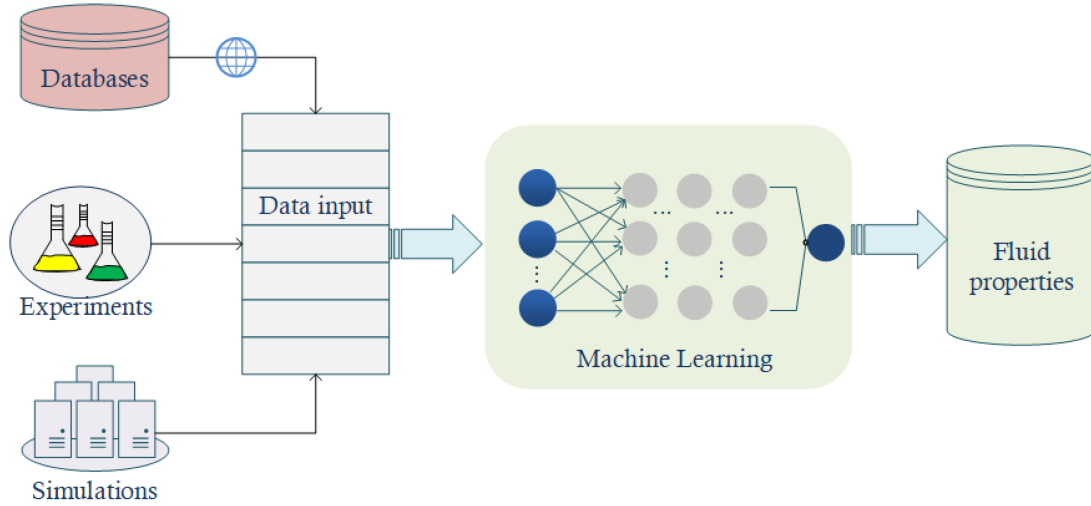 Databases
Data input
Experiments
Simulations
Machine Learning
Fluid
properties